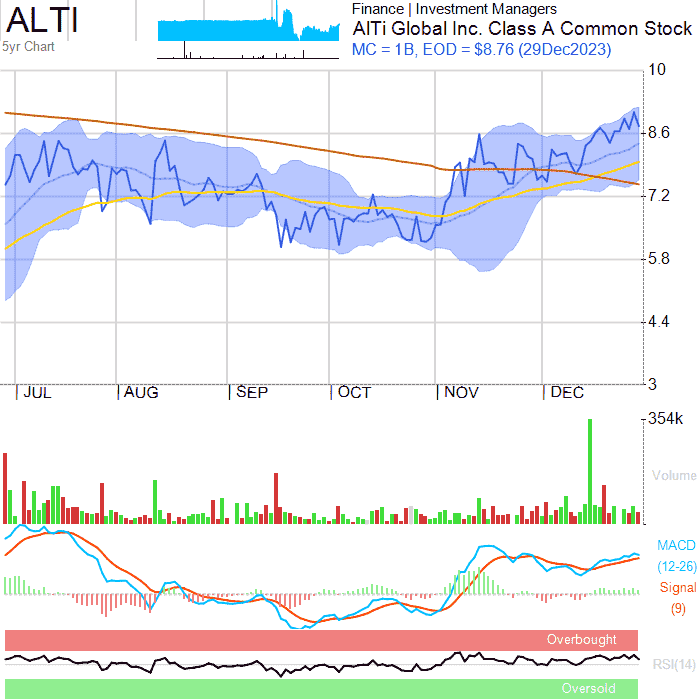 ALTI
5yr Chart
Finance | Investment Managers
AlTi Global Inc. Class A Common Stock
MC = 1B, EOD = $8.76 (29Dec2023)
10
8.6
7.2
5.8
4.4
3
JUL AUG SEP OCT NOV DEC
354k
Volume
MACD
(12-26)
Signal
(9)
Overbought
RSI(14)
Oversold